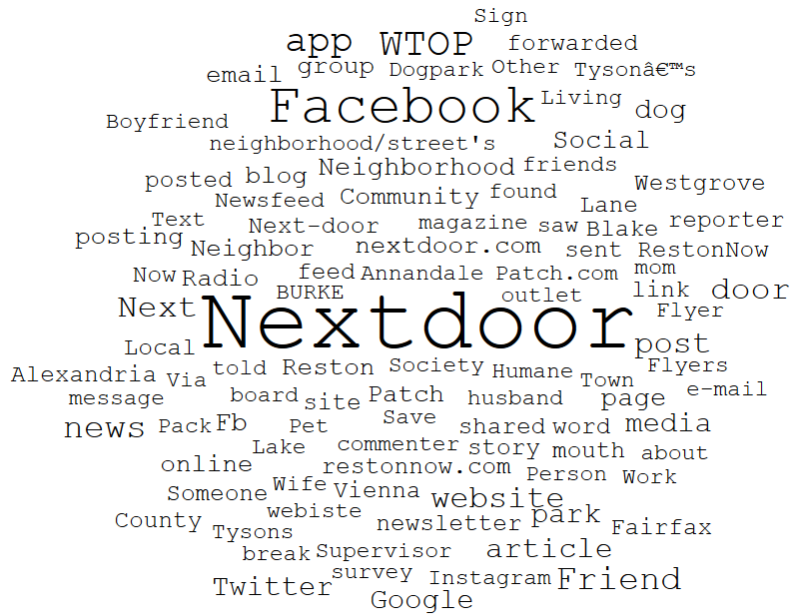 Sign
app WTOP forwarded
email group Dogpark Other Tysonâ€™s
Facebook Living dog
Boyfriend
neighborhood/street's Social
posted blog Neighborhood friends Westgrove
Newsfeed Community found Lane
Text Next-door magazine saw Blake reporter
posting Neighbor nextdoor.com sent RestonNow
Now Radio feed Annandale Patch.com mom
BURKE outlet link door
Next Nextdoor Flyer
Local post
Alexandria Via told Reston Society Humane Town Flyers
message board site Patch husband page e-mail
news Pack Fb Pet Save shared word media
Lake commenter story mouth about
online restonnow.com Person Work
Someone Wife Vienna website
County webiste newsletter park Fairfax
Tysons
break Supervisor article
Twitter survey Instagram Friend
Google